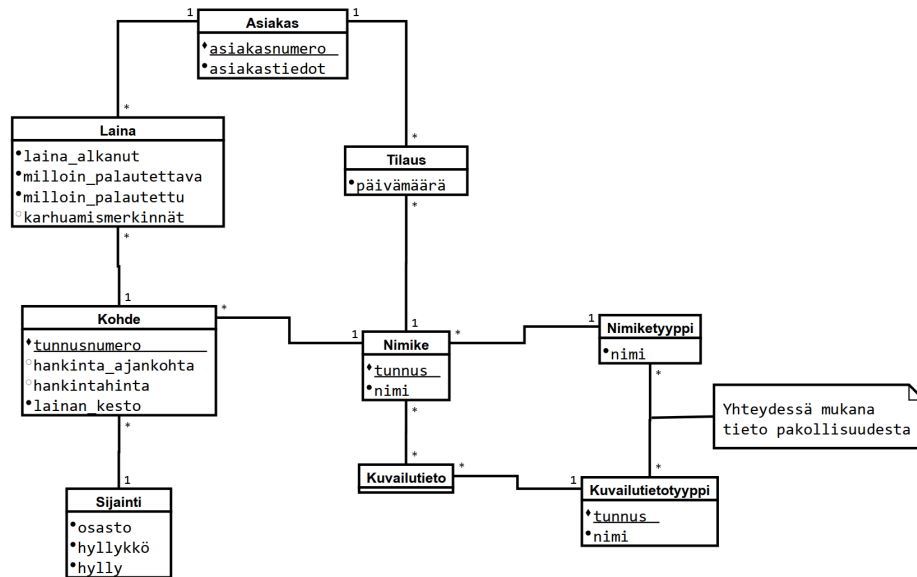 1
Asiakas
1
asiakasnumero
asiakastiedot
*
*
Laina
laina_alkanut
milloin_palautettava
milloin_palautettu
karhuamismerkinnät
*
Tilaus
päivämäärä
*
1
*
Kohde
tunnusnumero
hankinta_ajankohta
hankintahinta
lainan_kesto
*
1
1
*
Nimike
tunnus
nimi
*
1
Nimiketyyppi
nimi
*
Yhteydessä mukana
tieto pakollisuudesta
*
Kuvailutieto
*
1
*
Kuvailutietotyyppi
tunnus
nimi
1
Sijainti
osasto
hyllykkö
hylly